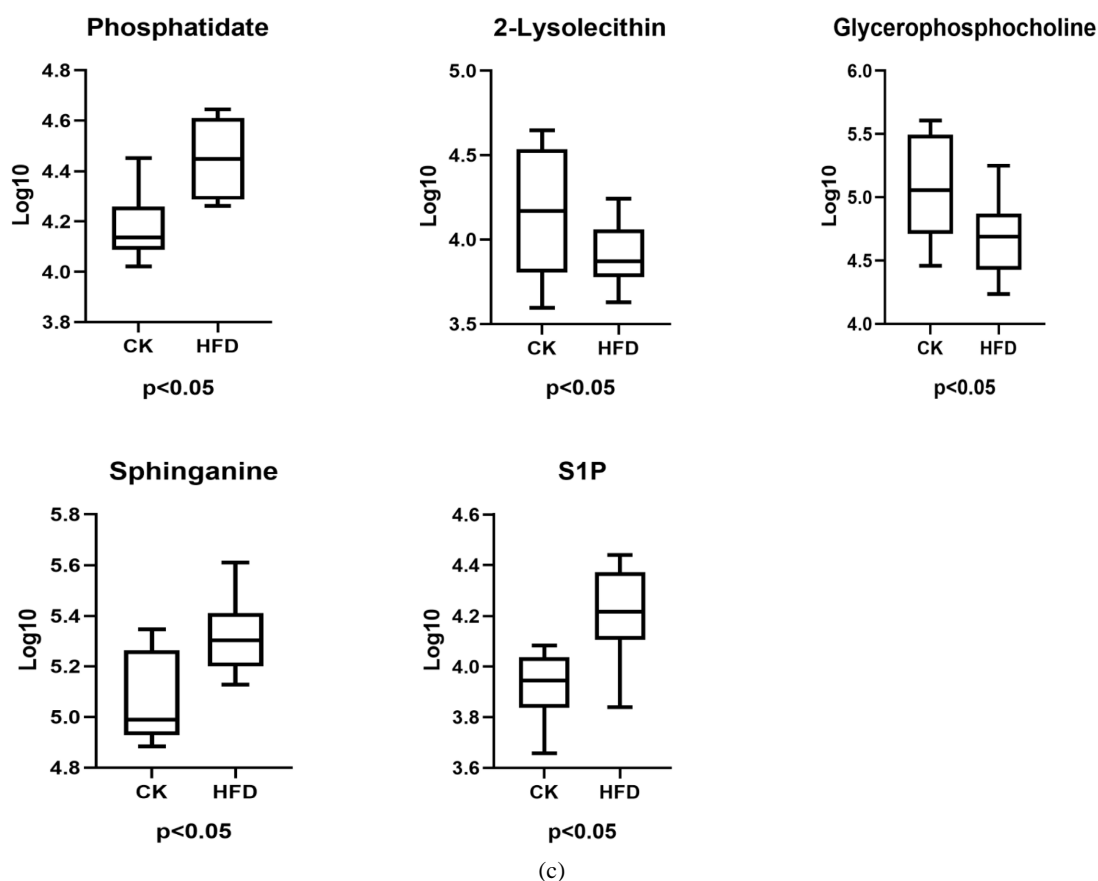 Phosphatidate
Log10
4.8
4.6
4.4
4.2
4.0
3.8
CK HFD
p<0.05
2-Lysolecithin
Log10
5.0
4.5
4.0
3.5
CK HFD
p<0.05
Glycerophosphocholine
Log10
6.0
5.5
5.0
4.5
4.0
CK HFD
p<0.05
Sphinganine
Log10
5.8
5.6
5.4
5.2
5.0
4.8
CK HFD
p<0.05
S1P
Log10
4.6
4.4
4.2
4.0
3.8
3.6
CK HFD
p<0.05
(c)